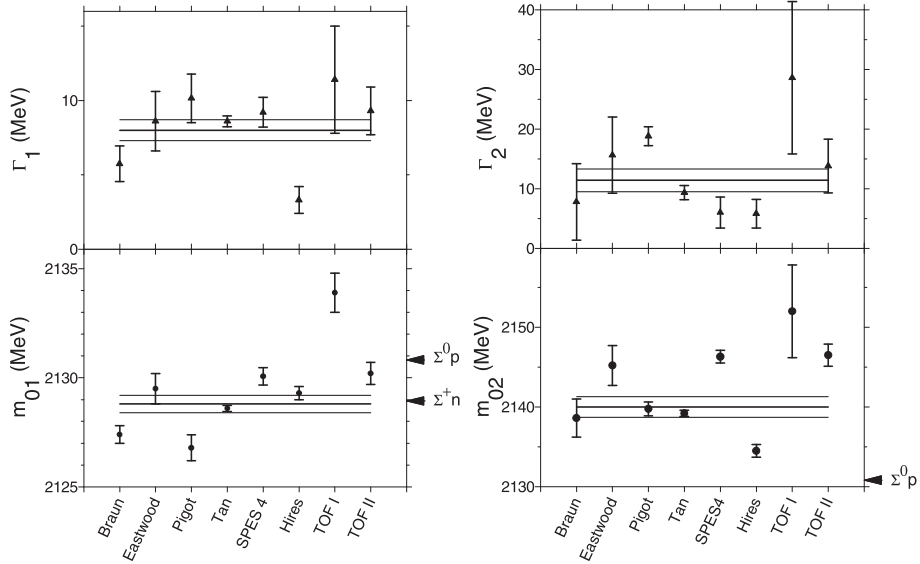 Γ1 (MeV)
10
0
m01 (MeV)
2135
2130
2125
Σ0p
Σ+n
Braun
Eastwood
Pigot
Tan
SPES 4
Hires
TOF I
TOF II
Γ2 (MeV)
40
30
20
10
0
m02 (MeV)
2150
2140
2130
Σ0p
Braun
Eastwood
Pigot
Tan
SPES4
Hires
TOF I
TOF II